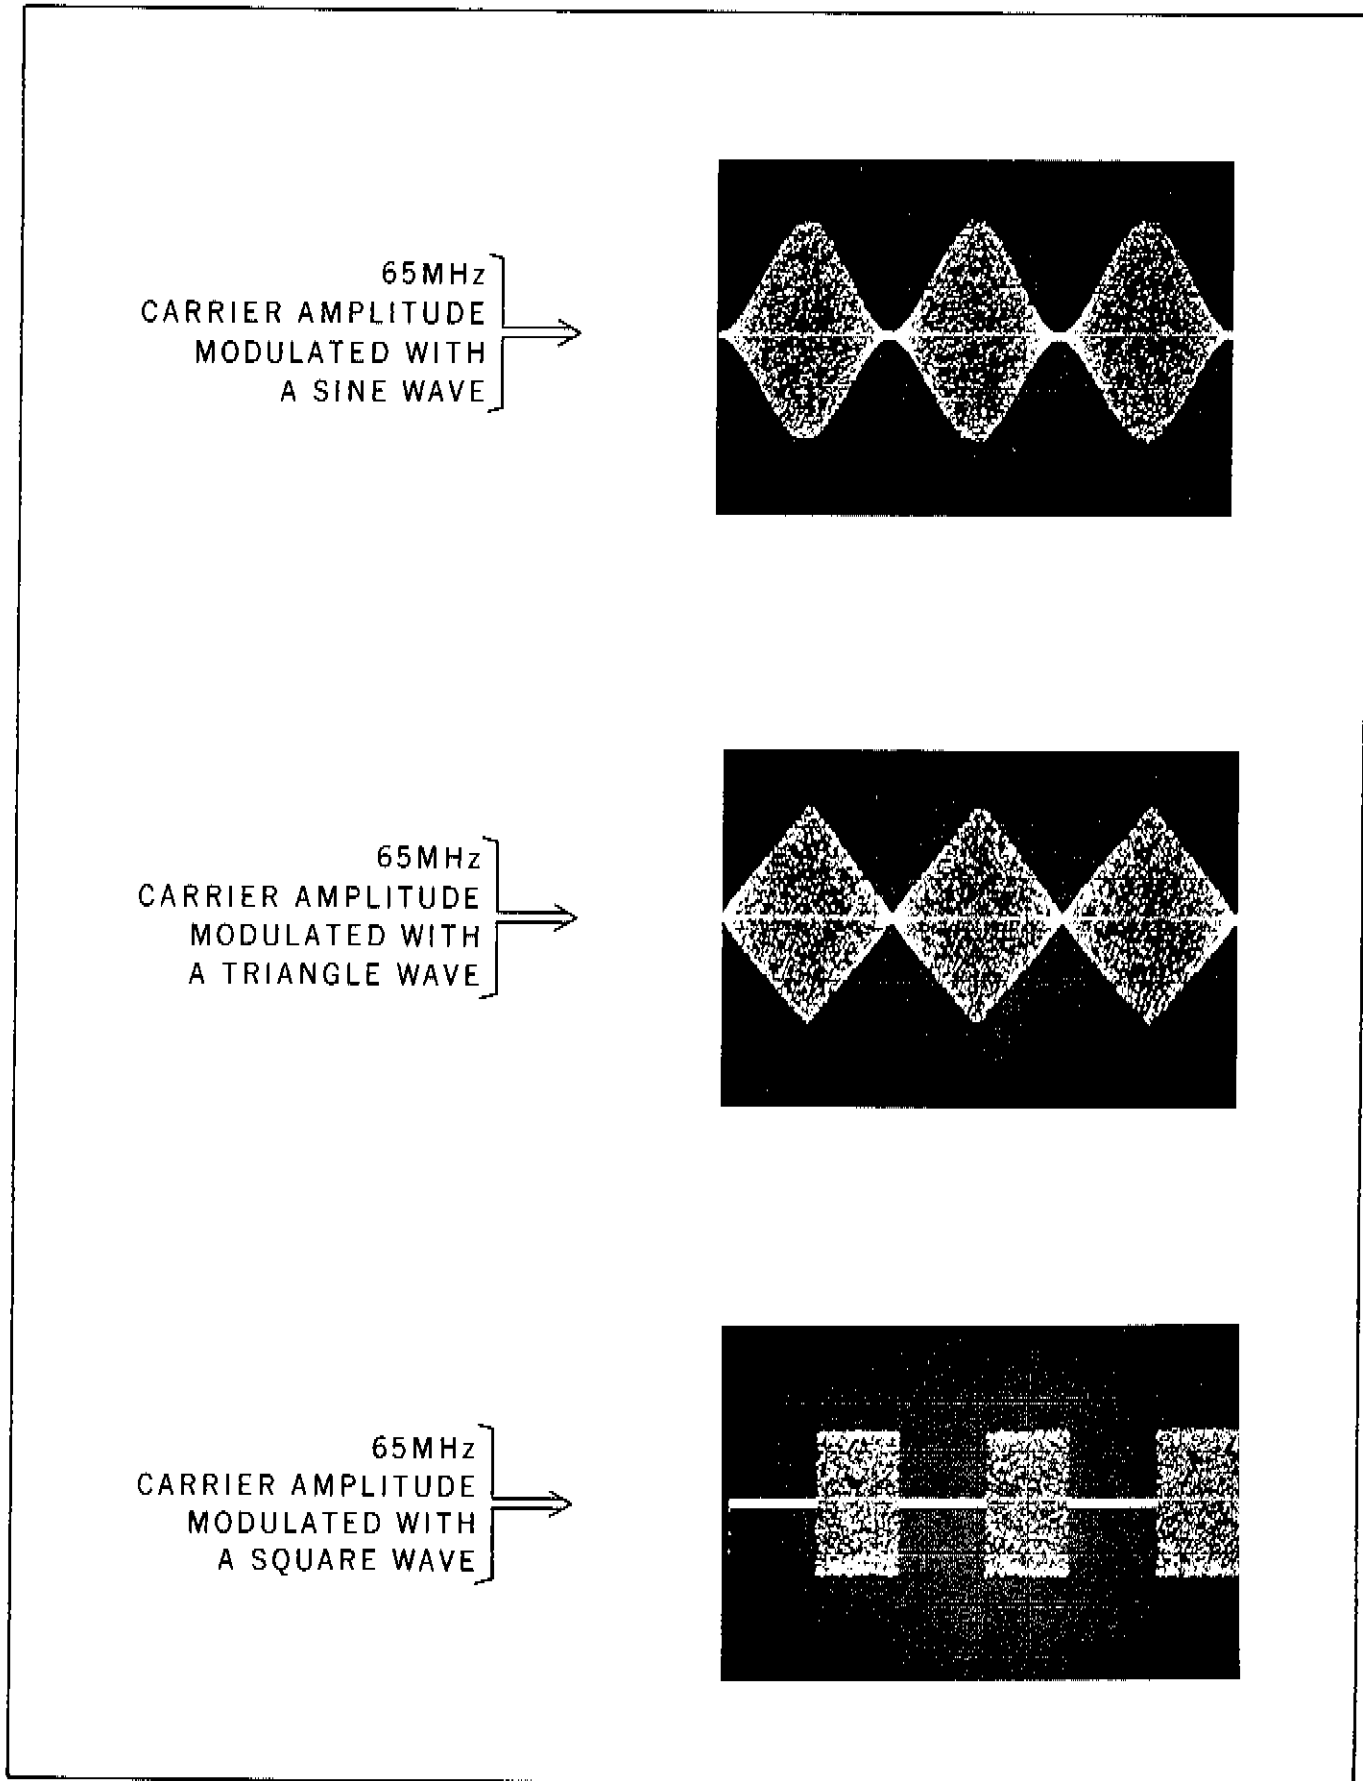 65MHz
CARRIER AMPLITUDE
MODULATED WITH
A SINE WAVE
65MHz
CARRIER AMPLITUDE
MODULATED WITH
A TRIANGLE WAVE
65MHz
CARRIER AMPLITUDE
MODULATED WITH
A SQUARE WAVE